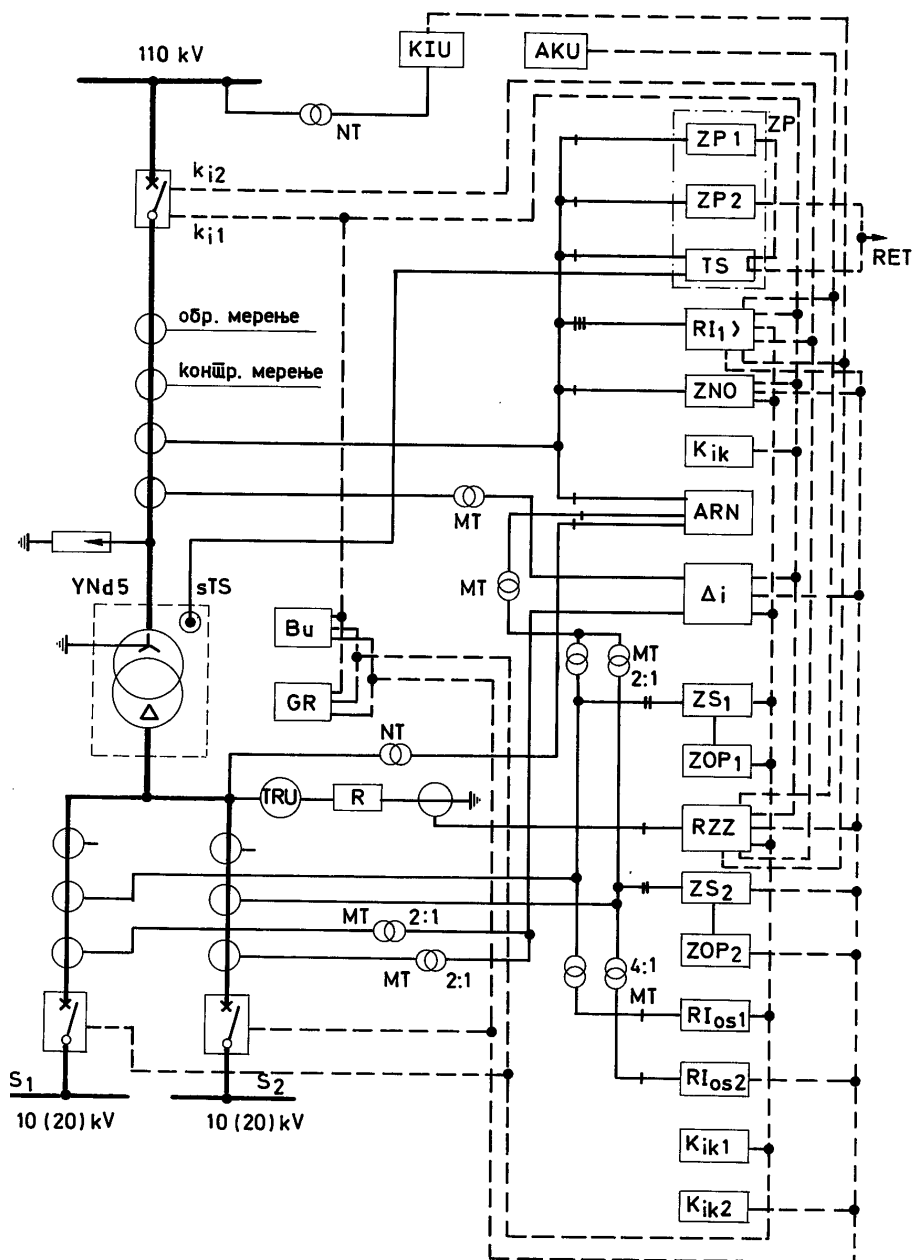 110 kV
KIU
AKU
NT
ZP
ZP1
ki2
ZP2
ki1
RET
TS
обр. мерење
RI1>
контр. мерење
ZNO
Kik
ARN
MT
YNd5
sTS
MT
Δi
Bu
MT
2:1
GR
ZS1
Δ
NT
ZOP1
TRU
R
RZZ
ZS2
MT 2:1
ZOP2
MT 2:1
4:1
MT
RIos1
S1
S2
RIos2
10 (20) kV
10 (20) kV
Kik1
Kik2